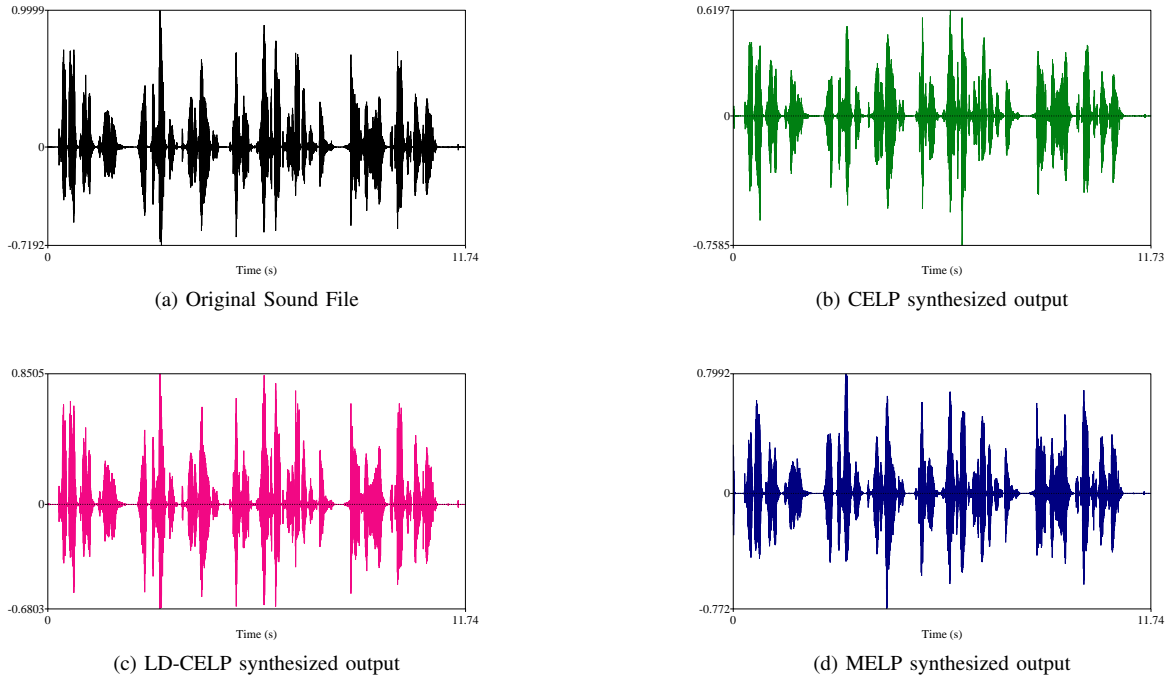 0.9999
0
-0.7192
0
11.74
Time (s)
(a) Original Sound File
0.6197
0
-0.7585
0
11.73
Time (s)
(b) CELP synthesized output
0.8505
0
-0.6803
0
11.74
Time (s)
(c) LD-CELP synthesized output
0.7992
0
-0.772
0
11.74
Time (s)
(d) MELP synthesized output